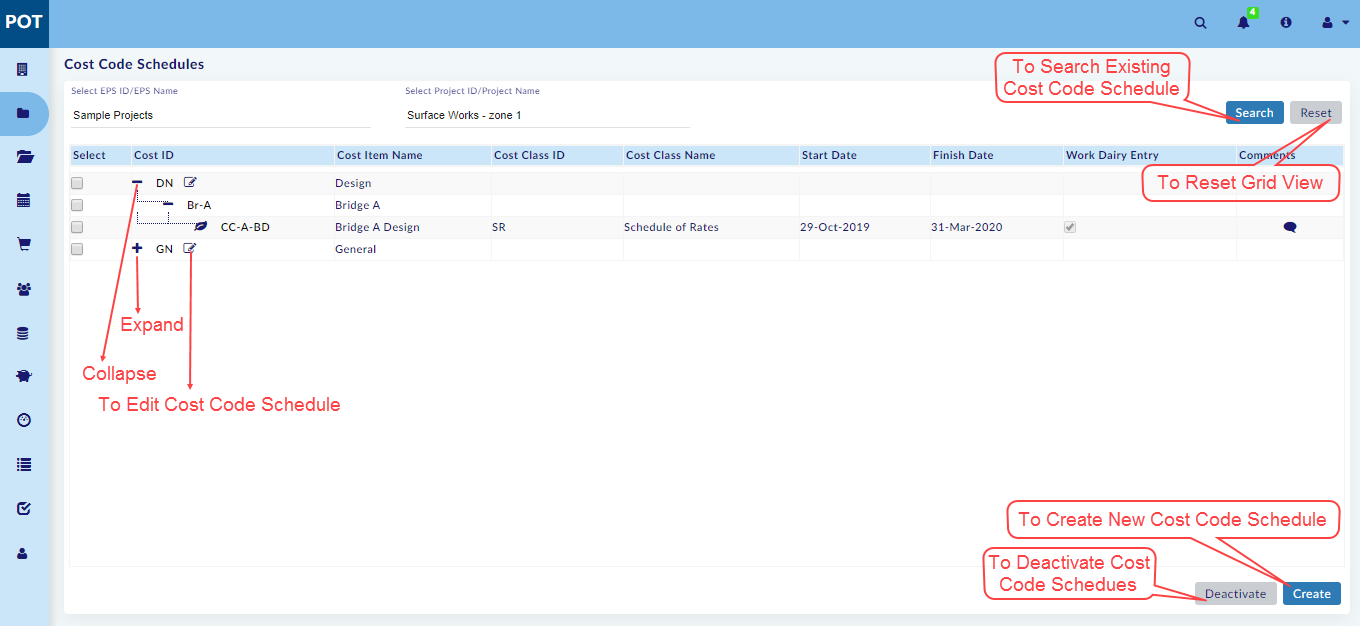 POT
4
Cost Code Schedules
Select EPS ID/EPS Name
Select Project ID/Project Name
Sample Projects
Surface Works - zone 1
To Search Existing
Cost Code Schedule
Search
Reset
Select
Cost ID
Cost Item Name
Cost Class ID
Cost Class Name
Start Date
Finish Date
Work Dairy Entry
Comments
To Reset Grid View
DN
Design
Br-A
Bridge A
CC-A-BD
Bridge A Design
SR
Schedule of Rates
29-Oct-2019
31-Mar-2020
GN
General
Expand
Collapse
To Edit Cost Code Schedule
To Create New Cost Code Schedule
To Deactivate Cost
Code Schedues
Deactivate
Create